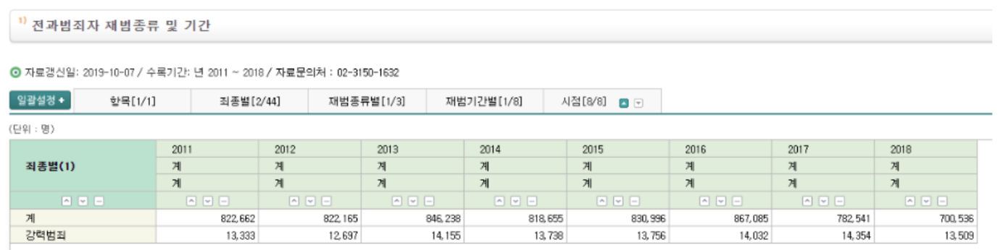 1) 전과범죄자 재범종류 및 기간
자료갱신일: 2019-10-07 / 수록기간: 년 2011 ~ 2018 / 자료문의처 : 02-3150-1632
일괄설정 + 항목[1/1] 죄종별[2/44] 재범종류별[1/3] 재범기간별[1/8] 시점[8/8]
(단위 : 명)
죄종별(1) 2011 2012 2013 2014 2015 2016 2017 2018
계 계 계 계 계 계 계 계
계 계 계 계 계 계 계 계
계 822,662 822,165 846,238 818,655 830,996 867,085 782,541 700,536
강력범죄 13,333 12,697 14,155 13,738 13,756 14,032 14,354 13,509